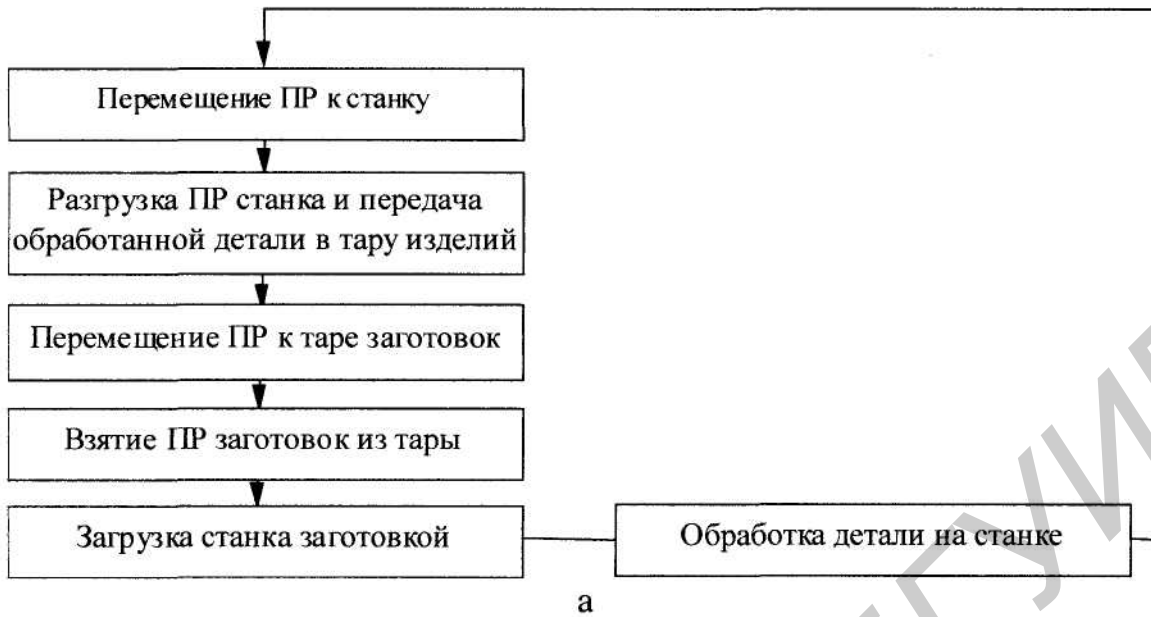 Перемещение ПР к станку
Разгрузка ПР станка и передача
обработанной детали в тару изделий
Перемещение ПР к таре заготовок
Взятие ПР заготовок из тары
Загрузка станка заготовкой
Обработка детали на станке
а